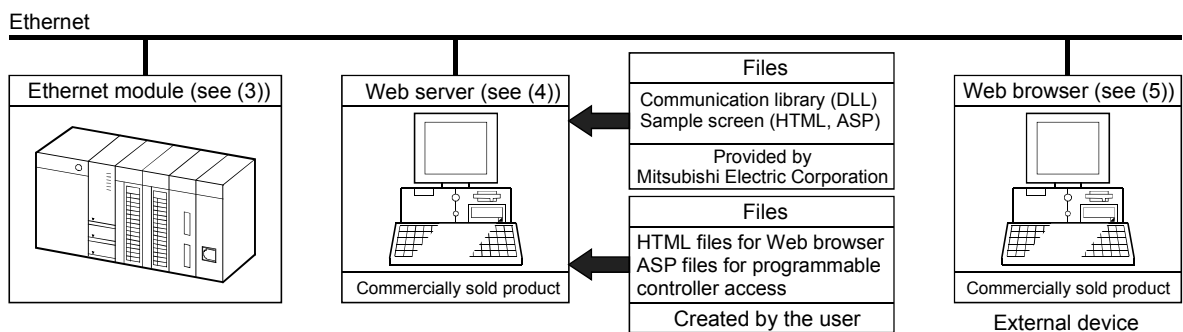 Ethernet
Ethernet module (see (3))
Web server (see (4))
Commercially sold product
Files
Communication library (DLL)
Sample screen (HTML, ASP)
Provided by
Mitsubishi Electric Corporation
Files
HTML files for Web browser
ASP files for programmable
controller access
Created by the user
Web browser (see (5))
Commercially sold product
External device